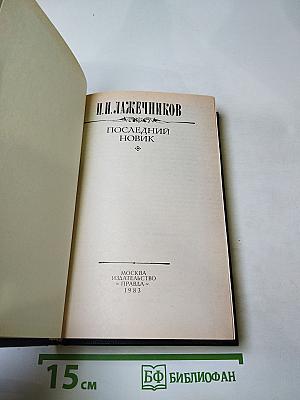 И.И.ЛАЖЕЧНИКОВ
ПОСЛЕДНИЙ
НОВИК
МОСКВА
ИЗДАТЕЛЬСТВО
«ПРАВДА»
1983
15 см
БФ БИБЛИОФАН